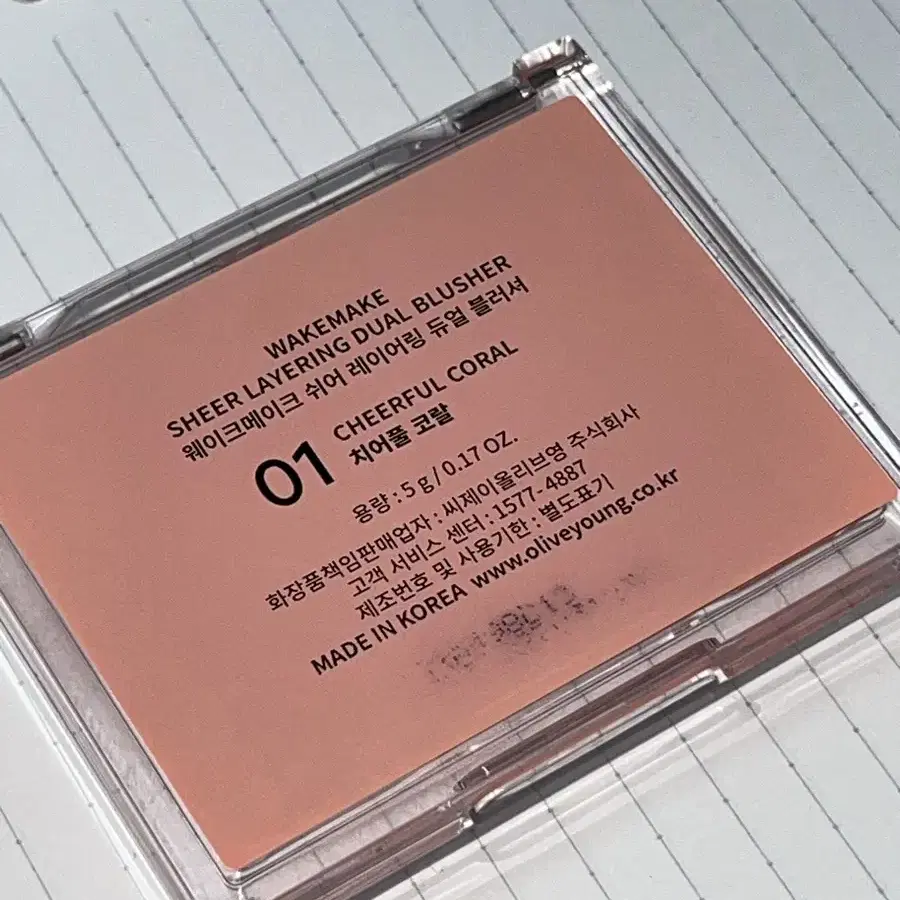 WAKEMAKE
SHEER LAYERING DUAL BLUSHER
웨이크메이크 쉬어 레이어링 듀얼 블러셔
01 CHEERFUL CORAL
치어풀 코랄
용량 : 5 g / 0.17 OZ.
화장품책임판매업자 : 씨제이올리브영 주식회사
고객 서비스 센터 : 1577-4887
제조번호 및 사용기한 : 별도표기
MADE IN KOREA www.oliveyoung.co.kr